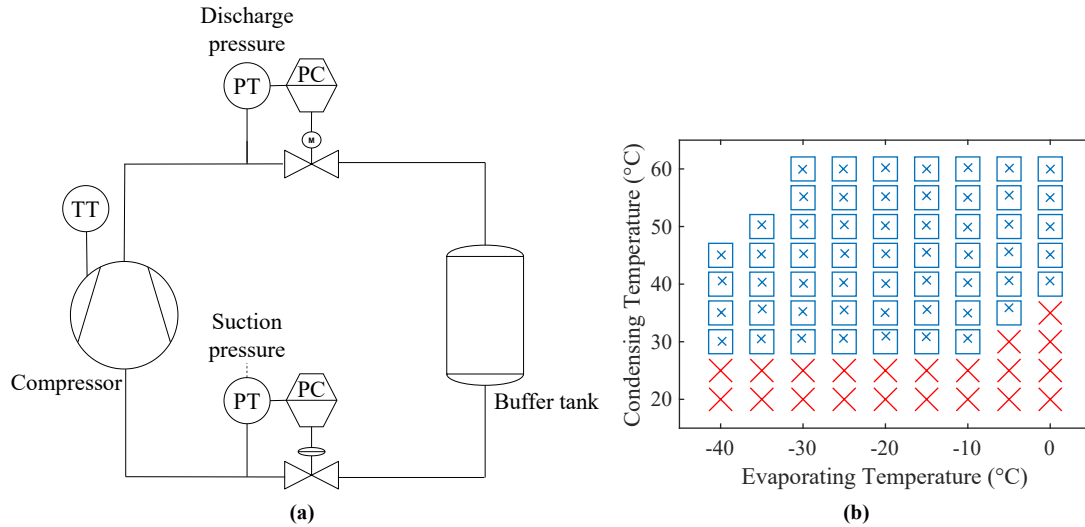 Discharge
pressure
PT
PC
M
TT
Suction
pressure
Compressor
PT
PC
Buffer tank
(a)
Condensing Temperature (°C)
60
50
40
30
20
-40
-30
-20
-10
0
Evaporating Temperature (°C)
(b)